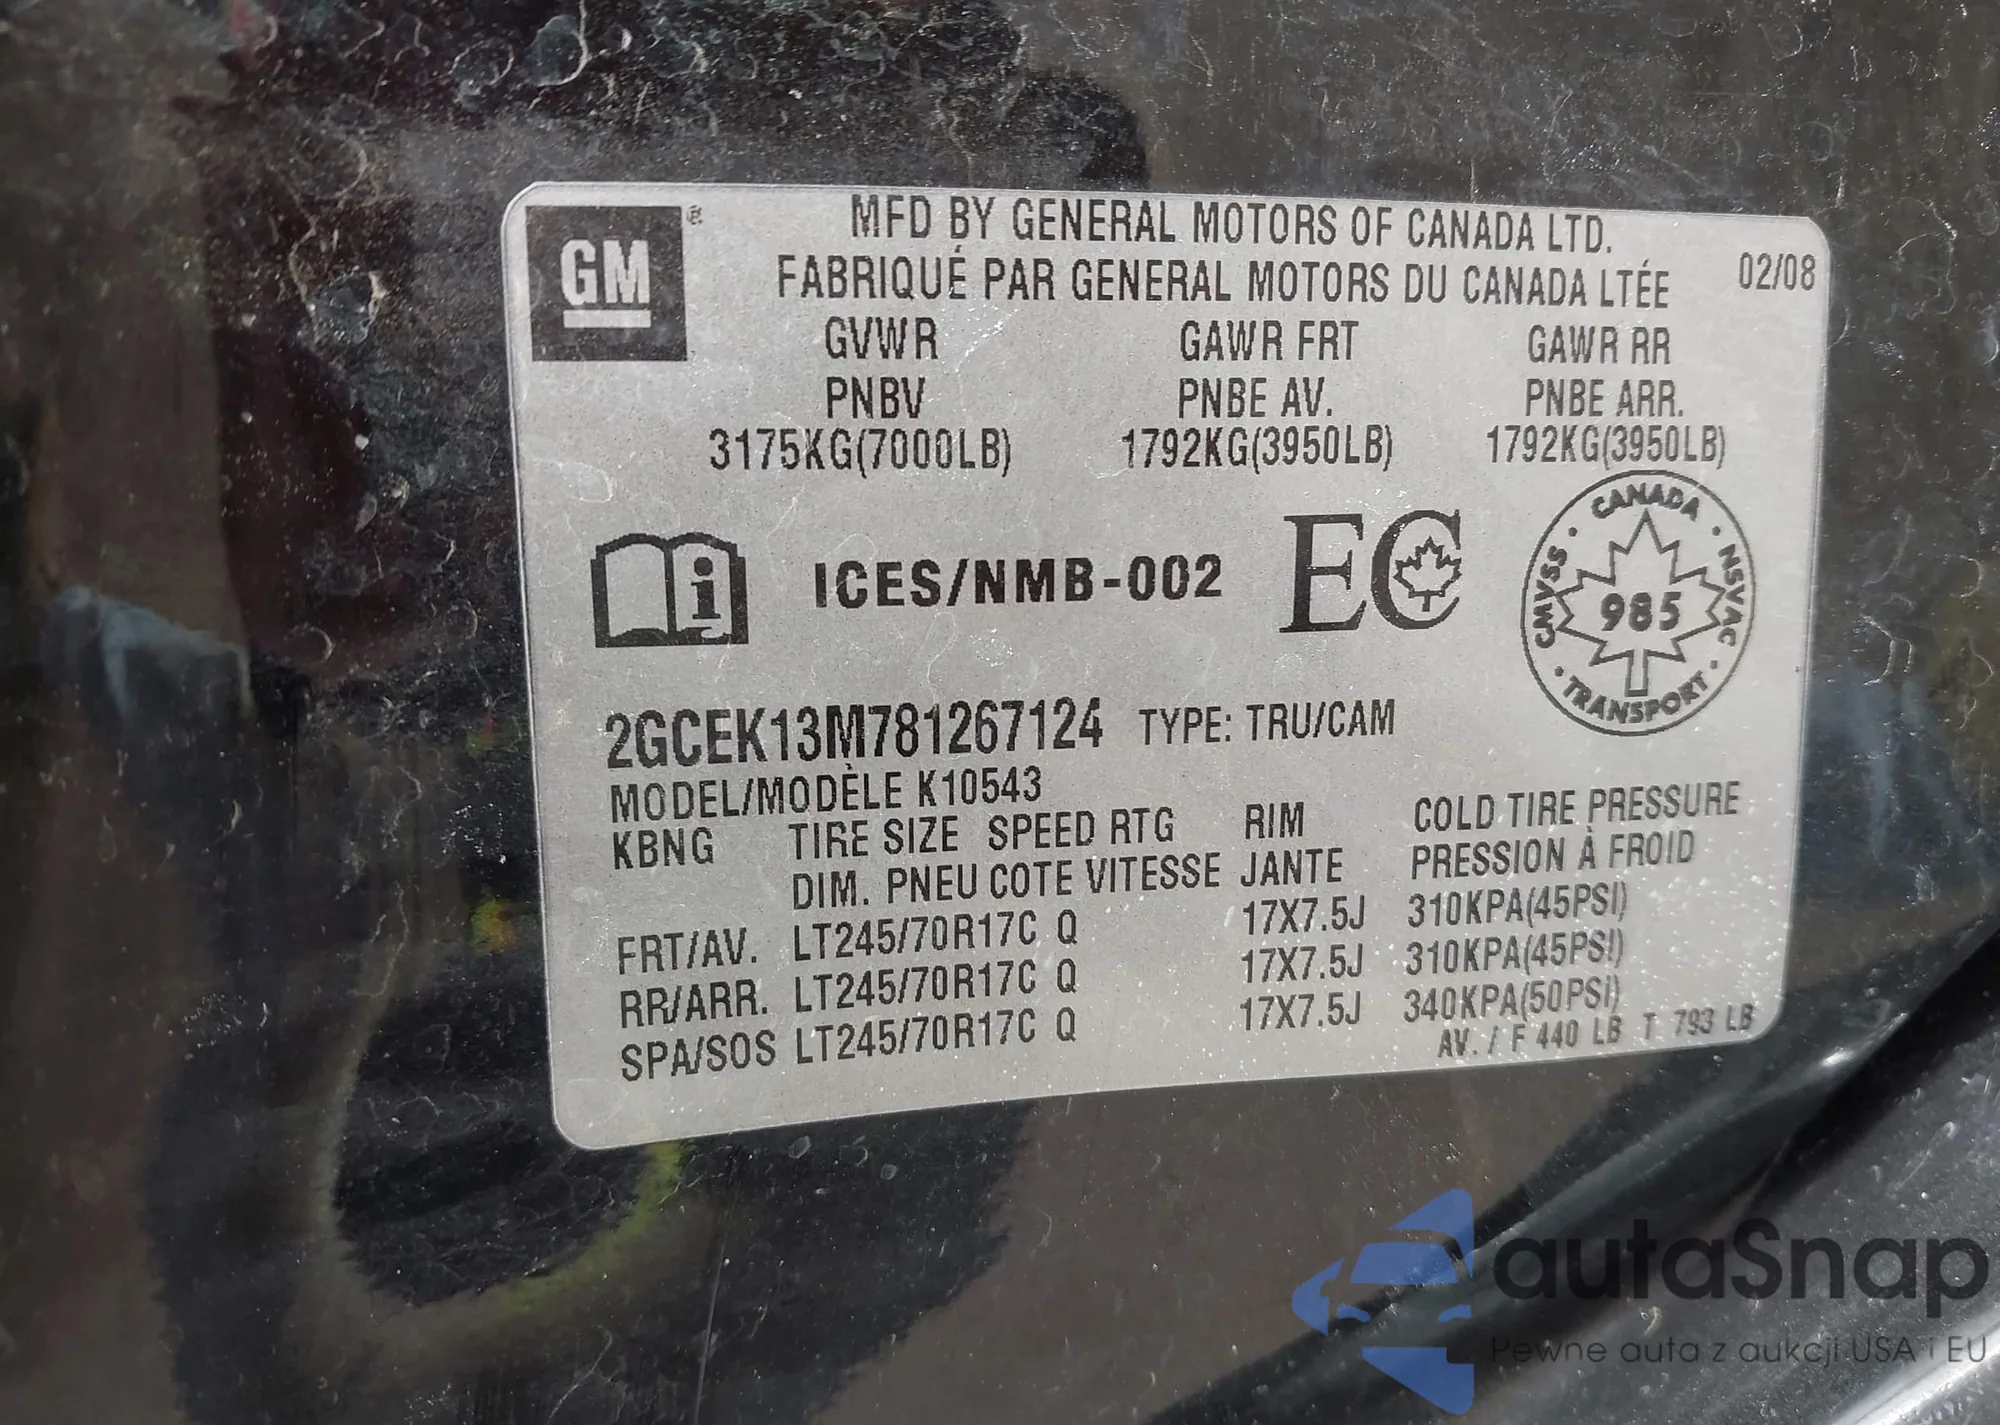 GM ®
MFD BY GENERAL MOTORS OF CANADA LTD.
FABRIQUÉ PAR GENERAL MOTORS DU CANADA LTÉE
02/08
GVWR GAWR FRT GAWR RR
PNBV PNBE AV. PNBE ARR.
3175KG(7000LB) 1792KG(3950LB) 1792KG(3950LB)
i
ICES/NMB-002
EC
CANADA · NSVAC · TRANSPORT · CMVSS ·
985
2GCEK13M781267124 TYPE: TRU/CAM
MODEL/MODÈLE K10543
KBNG TIRE SIZE SPEED RTG RIM COLD TIRE PRESSURE
DIM. PNEU COTE VITESSE JANTE PRESSION À FROID
FRT/AV. LT245/70R17C Q 17X7.5J 310KPA(45PSI)
RR/ARR. LT245/70R17C Q 17X7.5J 310KPA(45PSI)
SPA/SOS LT245/70R17C Q 17X7.5J 340KPA(50PSI)
AV. / F 440 LB T 793 LB
autaSnap
Pewne auta z aukcji USA i EU